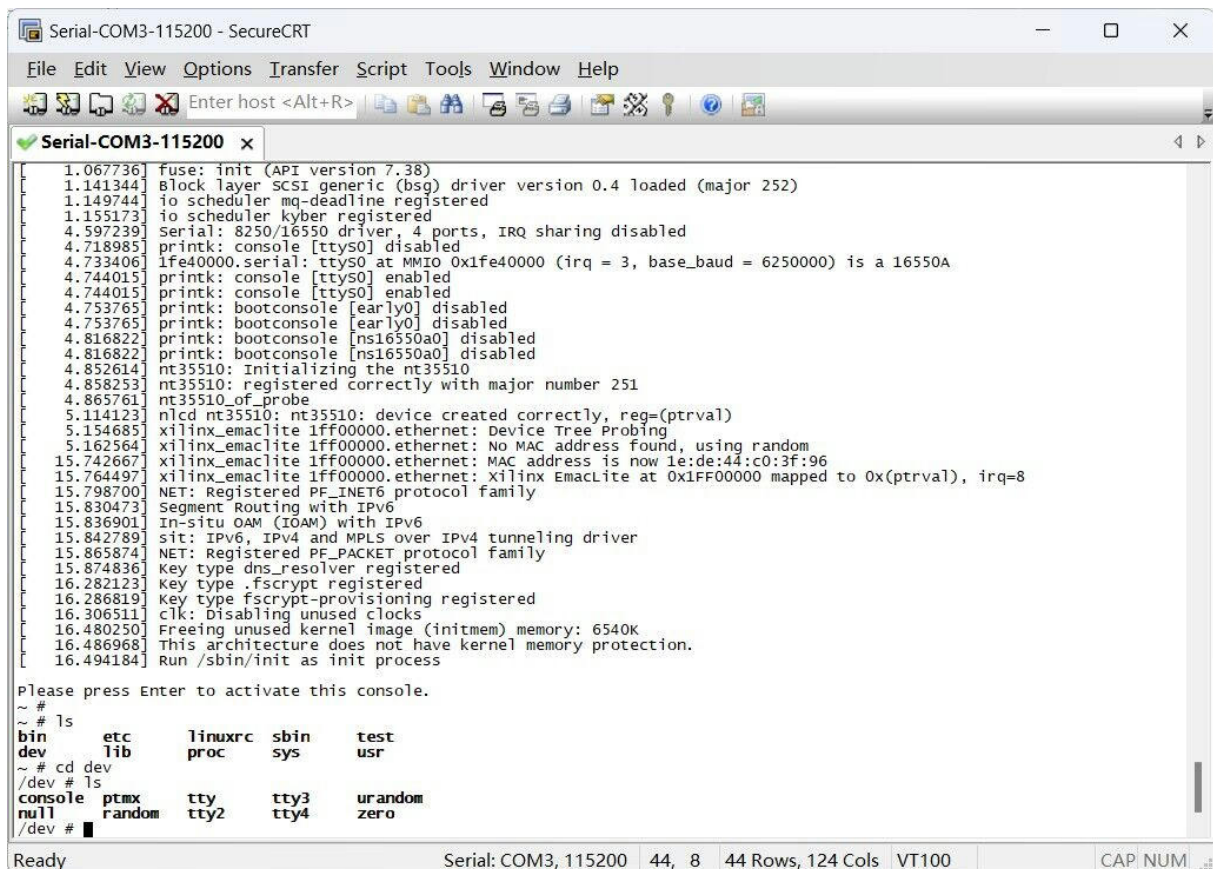 Serial-COM3-115200 - SecureCRT
File Edit View Options Transfer Script Tools Window Help
Enter host <Alt+R>
Serial-COM3-115200 x
[    1.067736] fuse: init (API version 7.38)
[    1.141344] Block layer SCSI generic (bsg) driver version 0.4 loaded (major 252)
[    1.149744] io scheduler mq-deadline registered
[    1.155173] io scheduler kyber registered
[    4.597239] Serial: 8250/16550 driver, 4 ports, IRQ sharing disabled
[    4.718985] printk: console [ttyS0] disabled
[    4.733406] 1fe40000.serial: ttyS0 at MMIO 0x1fe40000 (irq = 3, base_baud = 6250000) is a 16550A
[    4.744015] printk: console [ttyS0] enabled
[    4.744015] printk: console [ttyS0] enabled
[    4.753765] printk: bootconsole [early0] disabled
[    4.753765] printk: bootconsole [early0] disabled
[    4.816822] printk: bootconsole [ns16550a0] disabled
[    4.816822] printk: bootconsole [ns16550a0] disabled
[    4.852614] nt35510: Initializing the nt35510
[    4.858253] nt35510: registered correctly with major number 251
[    4.865761] nt35510_of_probe
[    5.114123] nlcd nt35510: nt35510: device created correctly, reg=(ptrval)
[    5.154685] xilinx_emaclite 1ff00000.ethernet: Device Tree Probing
[    5.162564] xilinx_emaclite 1ff00000.ethernet: No MAC address found, using random
[   15.742667] xilinx_emaclite 1ff00000.ethernet: MAC address is now 1e:de:44:c0:3f:96
[   15.764497] xilinx_emaclite 1ff00000.ethernet: Xilinx EmacLite at 0x1FF00000 mapped to 0x(ptrval), irq=8
[   15.798700] NET: Registered PF_INET6 protocol family
[   15.830473] Segment Routing with IPv6
[   15.836901] In-situ OAM (IOAM) with IPv6
[   15.842789] sit: IPv6, IPv4 and MPLS over IPv4 tunneling driver
[   15.865874] NET: Registered PF_PACKET protocol family
[   15.874836] Key type dns_resolver registered
[   16.282123] Key type .fscrypt registered
[   16.286819] Key type fscrypt-provisioning registered
[   16.306511] clk: Disabling unused clocks
[   16.480250] Freeing unused kernel image (initmem) memory: 6540K
[   16.486968] This architecture does not have kernel memory protection.
[   16.494184] Run /sbin/init as init process
Please press Enter to activate this console.
~ #
~ # ls
bin etc linuxrc sbin test
dev lib proc sys usr
~ # cd dev
/dev # ls
console ptmx tty tty3 urandom
null random tty2 tty4 zero
/dev #
Ready Serial: COM3, 115200 44, 8 44 Rows, 124 Cols VT100 CAP NUM